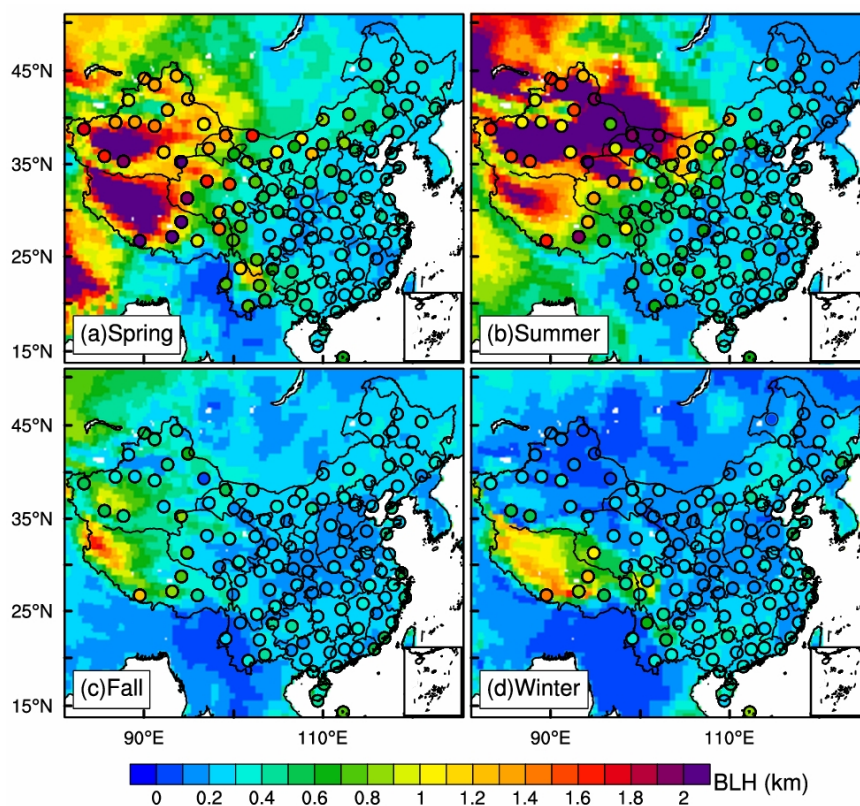 45°N
35°N
25°N
15°N
(a)Spring
(b)Summer
45°N
35°N
25°N
15°N
(c)Fall
(d)Winter
90°E 110°E 90°E 110°E
0 0.2 0.4 0.6 0.8 1 1.2 1.4 1.6 1.8 2 BLH (km)